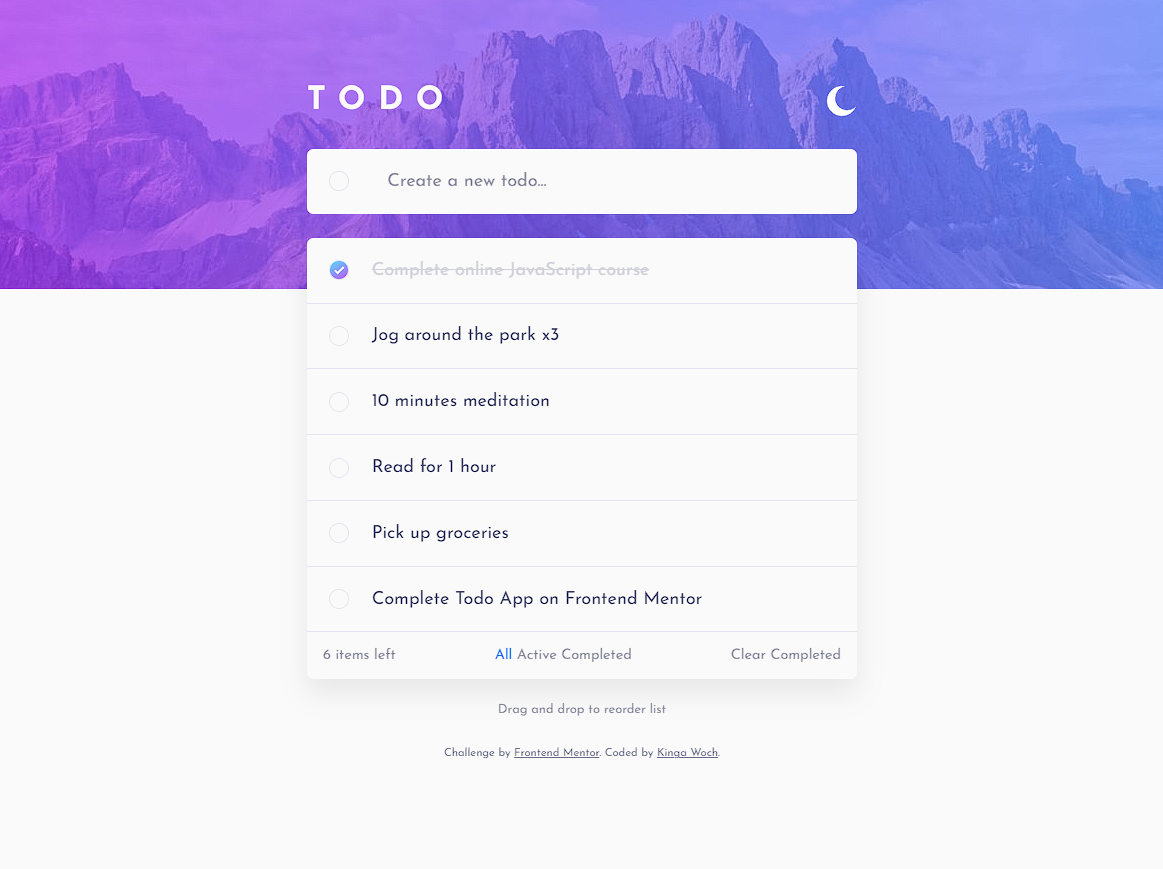 TODO
Create a new todo...
Complete online JavaScript course
Jog around the park x3
10 minutes meditation
Read for 1 hour
Pick up groceries
Complete Todo App on Frontend Mentor
6 items left All Active Completed Clear Completed
Drag and drop to reorder list
Challenge by Frontend Mentor. Coded by Kinga Woch.